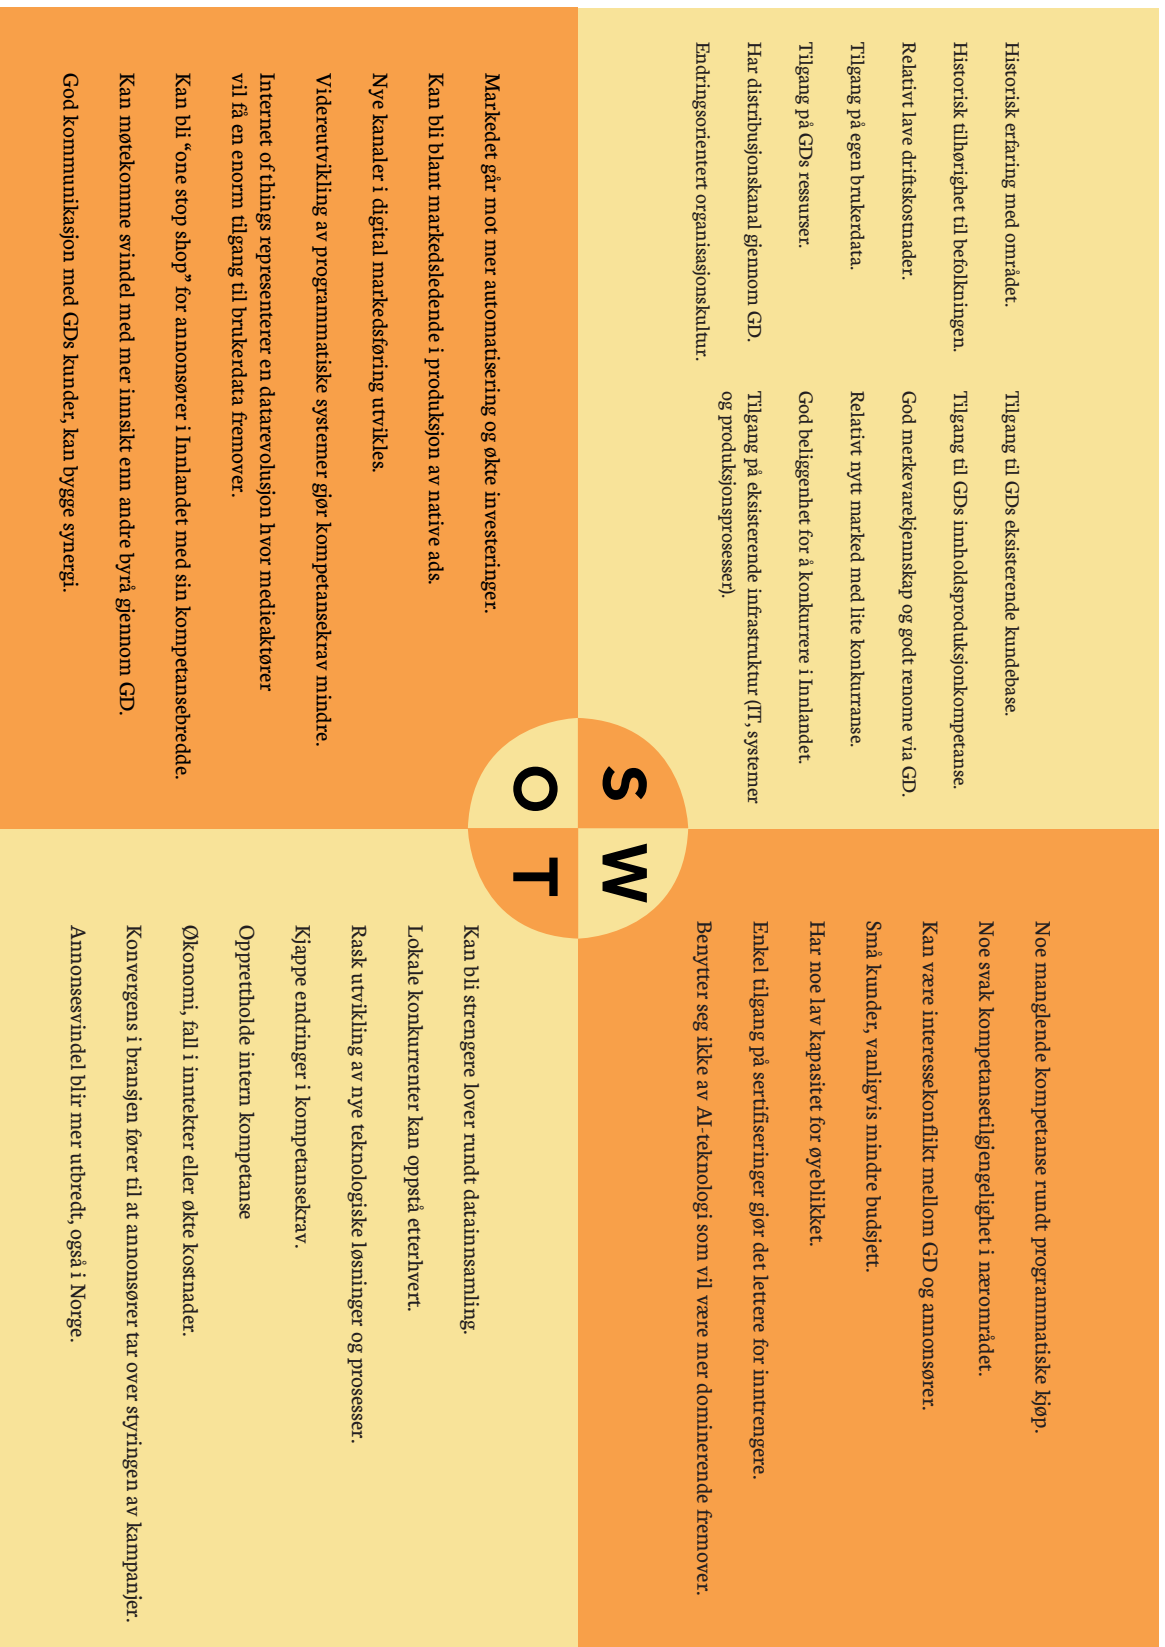 Historisk erfaring med området.
Historisk tilhørighet til befolkningen.
Relativt lave driftskostnader.
Tilgang på egen brukerdata.
Tilgang på GDs ressurser.
Har distribusjonskanal gjennom GD.
Endringsorientert organisasjonskultur.
Tilgang til GDs eksisterende kundebase.
Tilgang til GDs innholdsproduksjonkompetanse.
God merkevarekjennskap og godt renome via GD.
Relativt nytt marked med lite konkurranse.
God beliggenhet for å konkurrere i Innlandet.
Tilgang på eksisterende infrastruktur (IT, systemer
og produksjonsprosesser).
Noe manglende kompetanse rundt programmatiske kjøp.
Noe svak kompetansetilgjengelighet i nærområdet.
Kan være interessekonflikt mellom GD og annonsører.
Små kunder, vanligvis mindre budsjett.
Har noe lav kapasitet for øyeblikket.
Enkel tilgang på sertifiseringer gjør det lettere for inntrengere.
Benytter seg ikke av AI-teknologi som vil være mer dominerende fremover.
S W
O T
Markedet går mot mer automatisering og økte investeringer.
Kan bli blant markedsledende i produksjon av native ads.
Nye kanaler i digital markedsføring utvikles.
Videreutvikling av programmatiske systemer gjør kompetansekrav mindre.
Internet of things representerer en datarevolusjon hvor medieaktører
vil få en enorm tilgang til brukerdata fremover.
Kan bli “one stop shop” for annonsører i Innlandet med sin kompetansebredde.
Kan møtekomme svindel med mer innsikt enn andre byrå gjennom GD.
God kommunikasjon med GDs kunder, kan bygge synergi.
Kan bli strengere lover rundt datainnsamling.
Lokale konkurrenter kan oppstå etterhvert.
Rask utvikling av nye teknologiske løsninger og prosesser.
Kjappe endringer i kompetansekrav.
Opprettholde intern kompetanse
Økonomi, fall i inntekter eller økte kostnader.
Konvergens i bransjen fører til at annonsører tar over styringen av kampanjer.
Annonsesvindel blir mer utbredt, også i Norge.